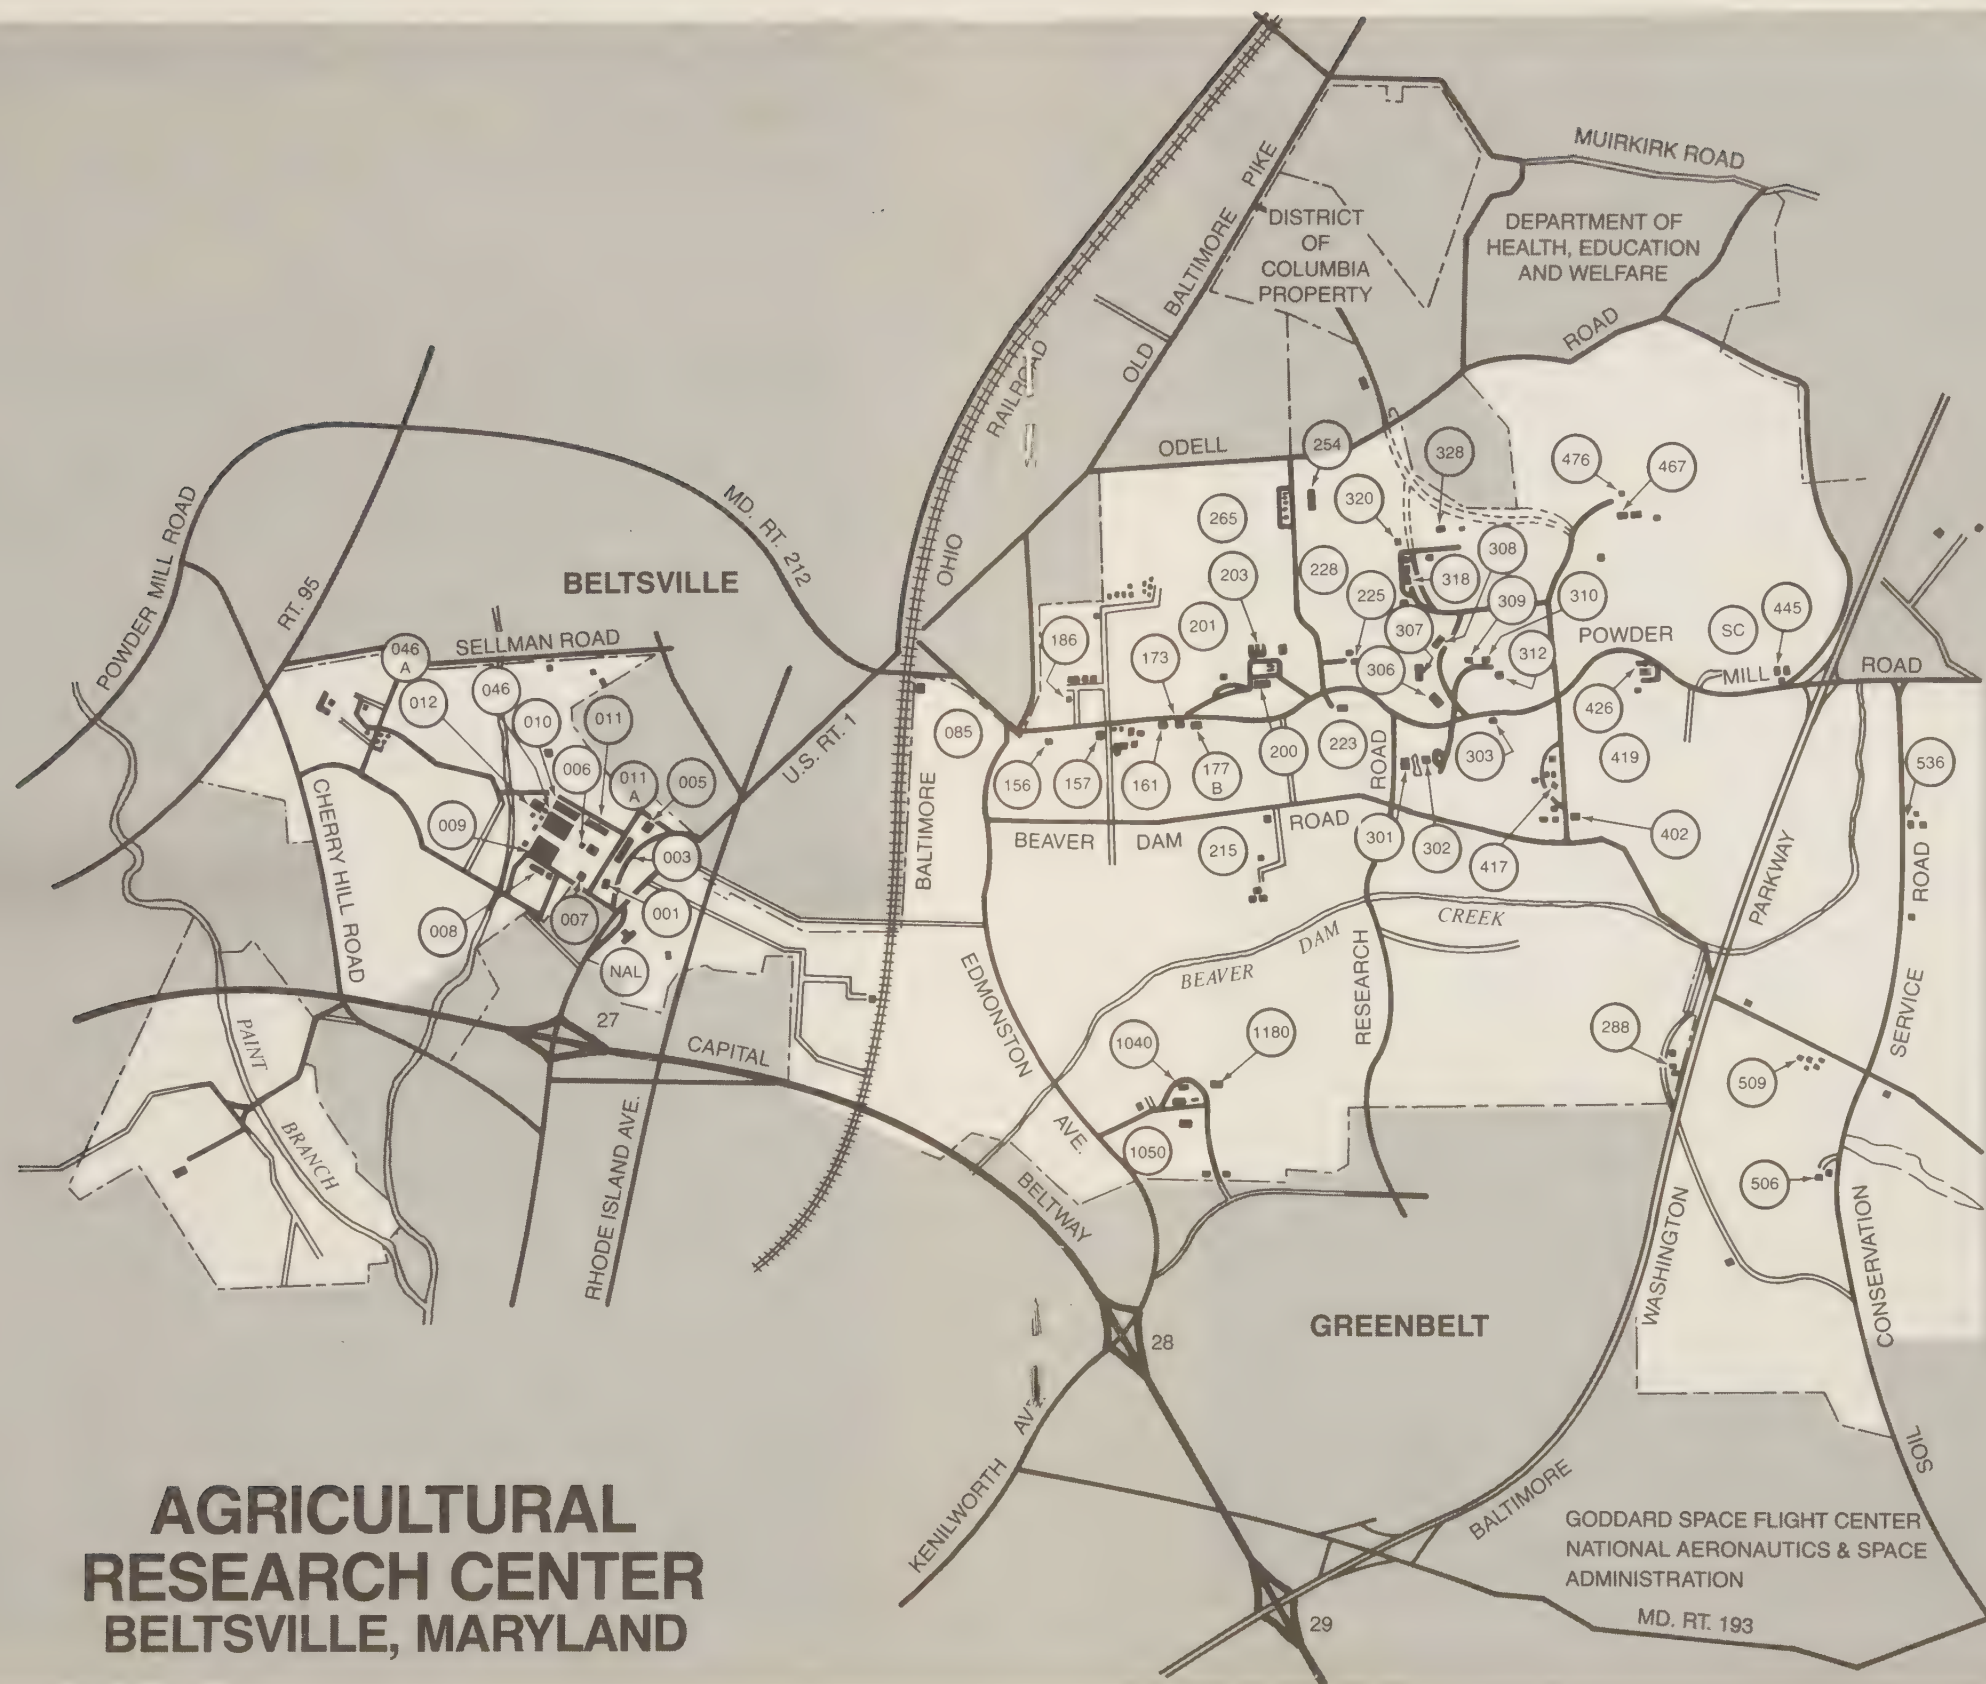 MUIRKIRK ROAD
OLD BALTIMORE PIKE
DISTRICT
OF
COLUMBIA
PROPERTY
DEPARTMENT OF
HEALTH, EDUCATION
AND WELFARE
ODELL ROAD
BALTIMORE OHIO RAILROAD
POWDER MILL ROAD
RT. 95
MD. RT. 212
BELTSVILLE
SELLMAN ROAD
U.S. RT. 1
CHERRY HILL ROAD
046
A
012
046
010
011
006
011
A
005
009
003
008
007
001
NAL
27
PAINT BRANCH
CAPITAL BELTWAY
RHODE ISLAND AVE.
254
328
476
467
320
265
308
203
228
318
225
309
310
186
201
307
SC
445
173
306
312
POWDER MILL ROAD
085
426
200
223
303
419
536
156
157
161
177
B
BEAVER DAM ROAD
215
301
302
417
402
RESEARCH ROAD
BEAVER DAM CREEK
EDMONSTON AVE.
1040
1180
1050
288
509
506
SOIL CONSERVATION SERVICE ROAD
BALTIMORE WASHINGTON PARKWAY
GREENBELT
28
KENILWORTH AVE.
29
GODDARD SPACE FLIGHT CENTER
NATIONAL AERONAUTICS & SPACE
ADMINISTRATION
MD. RT. 193
AGRICULTURAL
RESEARCH CENTER
BELTSVILLE, MARYLAND